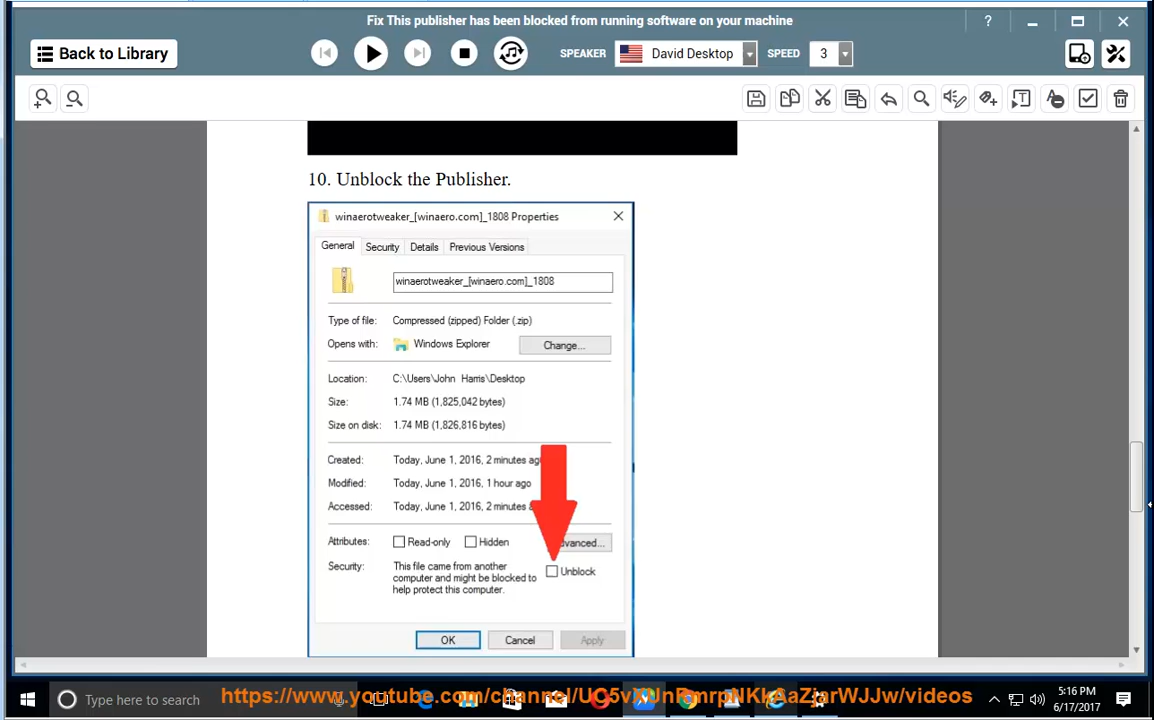 Fix This publisher has been blocked from running software on your machine
Back to Library
SPEAKER
David Desktop
SPEED
3
10. Unblock the Publisher.
winaerotweaker_[winaero.com]_1808 Properties
General
Security
Details
Previous Versions
winaerotweaker_[winaero.com]_1808
Type of file: Compressed (zipped) Folder (.zip)
Opens with: Windows Explorer
Change...
Location: C:\Users\John Harris\Desktop
Size: 1.74 MB (1,825,042 bytes)
Size on disk: 1.74 MB (1,826,816 bytes)
Created: Today, June 1, 2016, 2 minutes ago
Modified: Today, June 1, 2016, 1 hour ago
Accessed: Today, June 1, 2016, 2 minutes
Attributes: Read-only Hidden
Security: This file came from another
computer and might be blocked to
help protect this computer.
Unblock
OK
Cancel
Apply
Type here to search
5:16 PM
6/17/2017